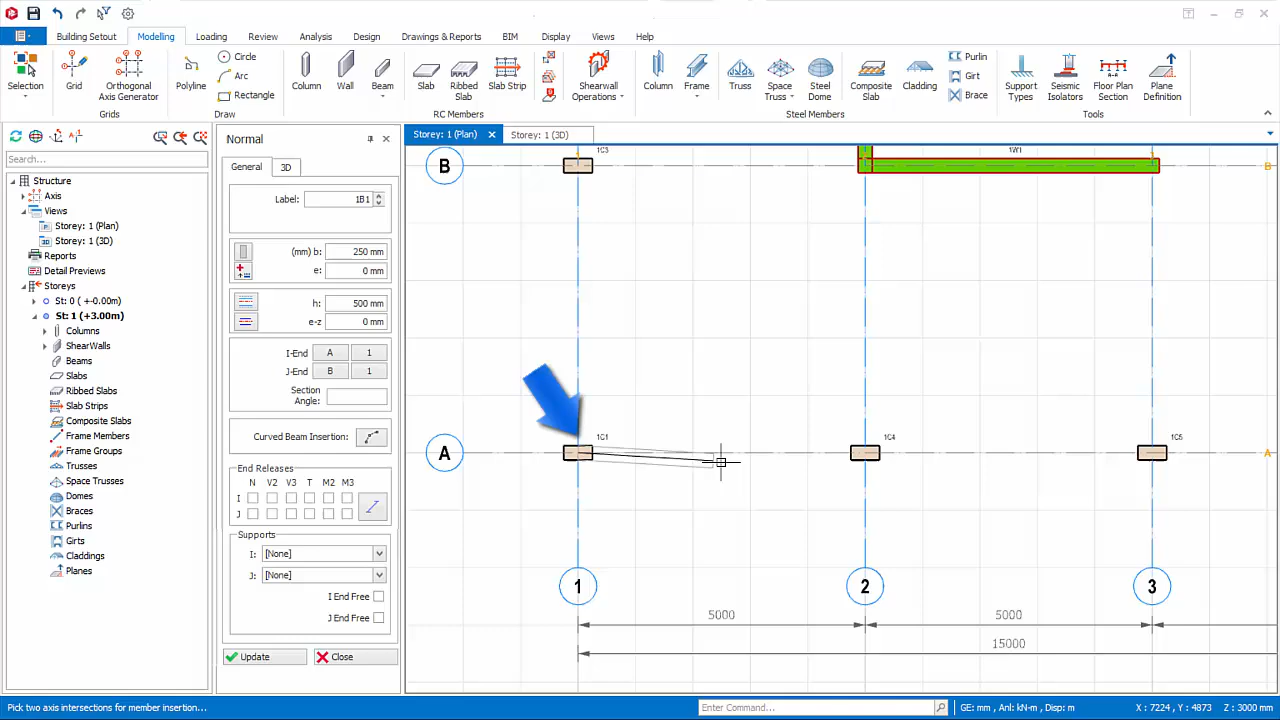 Building Setout Modelling Loading Review Analysis Design Drawings & Reports BIM Display Views Help
Selection
Grid
Orthogonal
Axis Generator
Grids
Polyline
Circle
Arc
Rectangle
Draw
Column
Wall
Beam
Slab
Ribbed
Slab
Slab Strip
RC Members
Shearwall
Operations
Column
Frame
Truss
Space
Truss
Steel
Dome
Composite
Slab
Cladding
Purlin
Girt
Brace
Steel Members
Support
Types
Seismic
Isolators
Floor Plan
Section
Plane
Definition
Tools
Search...
Structure
Axis
Views
Storey: 1 (Plan)
Storey: 1 (3D)
Reports
Detail Previews
Storeys
St: 0 ( +-0.00m)
St: 1 (+3.00m)
Columns
ShearWalls
Beams
Slabs
Ribbed Slabs
Slab Strips
Composite Slabs
Frame Members
Frame Groups
Trusses
Space Trusses
Domes
Braces
Purlins
Girts
Claddings
Planes
Normal
General 3D
Label: 1B1
(mm) b: 250 mm
e: 0 mm
h: 500 mm
e-z 0 mm
I-End A 1
J-End B 1
Section
Angle:
Curved Beam Insertion:
End Releases
N V2 V3 T M2 M3
I
J
Supports
I: [None]
J: [None]
I End Free
J End Free
Update Close
Storey: 1 (Plan) Storey: 1 (3D)
1C3 1W1
B B
1C1 1C4 1C5
A A
1 2 3
5000 5000
15000
Pick two axis intersections for member insertion... Enter Command... GE: mm , Anl: kN-m , Disp: m X : 7224 , Y : 4873 Z : 3000 mm